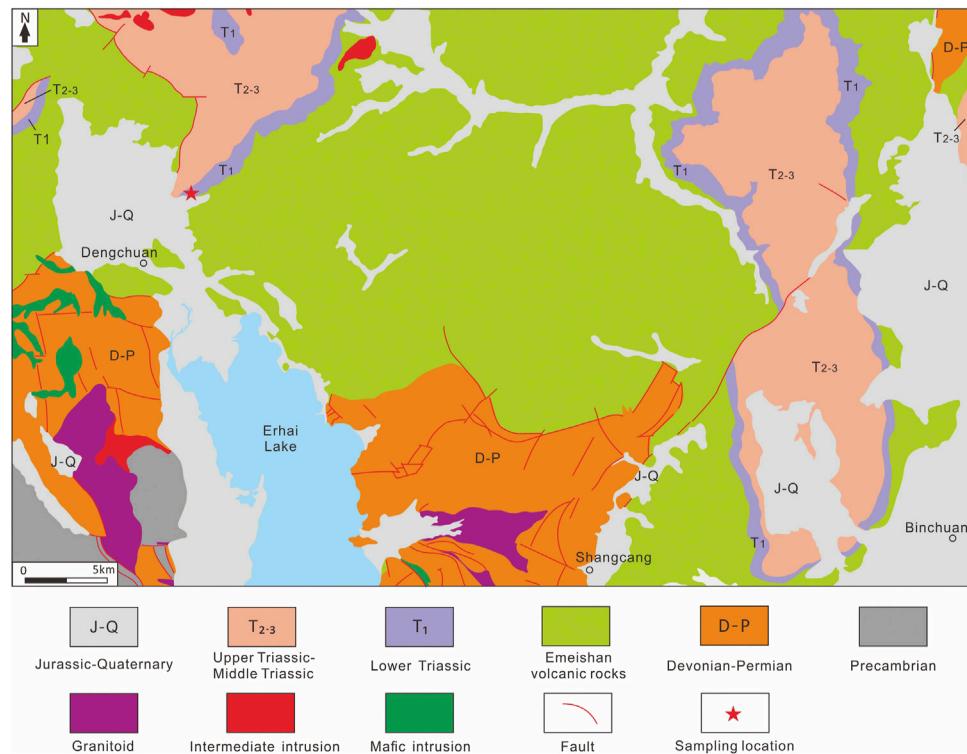 N
T1
D-P
T2-3
T2-3
T1
T2-3
T1
T1
T1
T2-3
J-Q
Dengchuan
J-Q
D-P
T2-3
Erhai
Lake
D-P
J-Q
J-Q
J-Q
T1
Binchuan
Shangcang
0 5km
J-Q
T2-3
T1
D-P
Jurassic-Quaternary
Upper Triassic-
Middle Triassic
Lower Triassic
Emeishan
volcanic rocks
Devonian-Permian
Precambrian
Granitoid
Intermediate intrusion
Mafic intrusion
Fault
Sampling location